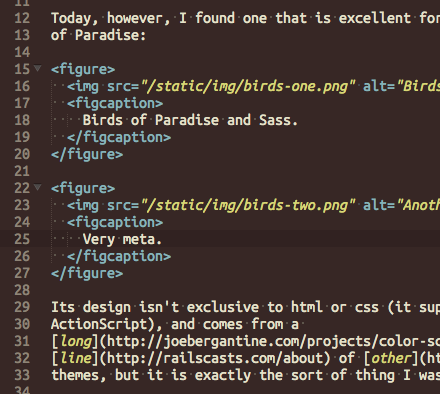 11
12 Today, however, I found one that is excellent for
13 of Paradise:
14
15 <figure>
16 <img src="/static/img/birds-one.png" alt="Birds
17 <figcaption>
18 Birds of Paradise and Sass.
19 </figcaption>
20 </figure>
21
22 <figure>
23 <img src="/static/img/birds-two.png" alt="Anoth
24 <figcaption>
25 Very meta.
26 </figcaption>
27 </figure>
28
29 Its design isn't exclusive to html or css (it sup
30 ActionScript), and comes from a
31 [long](http://joebergantine.com/projects/color-sc
32 [line](http://railscasts.com/about) of [other](ht
33 themes, but it is exactly the sort of thing I was
34